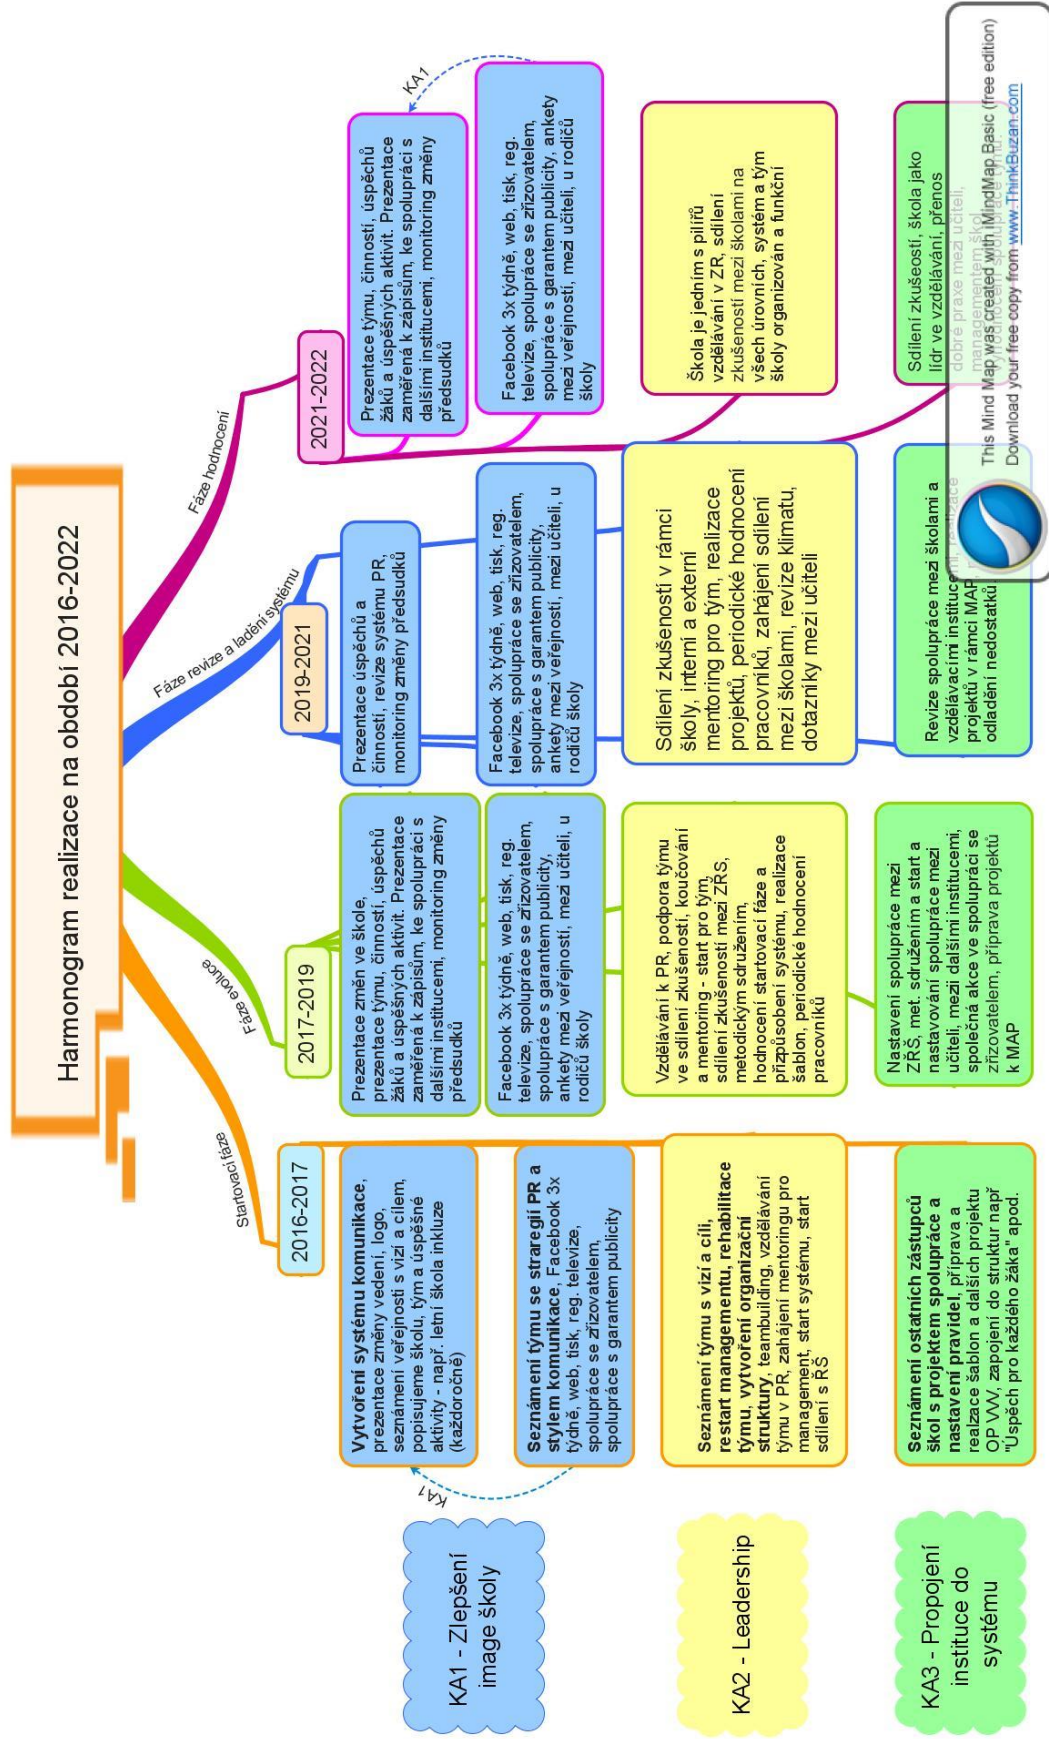 Harmonogram realizace na období 2016-2022
Startovací fáze
2016-2017
Fáze evoluce
2017-2019
Fáze revize a ladění systému
2019-2021
Fáze hodnocení
2021-2022
KA1 - Zlepšení
image školy
KA1
Vytvoření systému komunikace,
prezentace změny vedení, logo,
seznámení veřejnosti s vizí a cílem,
popisujeme školu, tým a úspěšné
aktivity - např. letní škola inkluze
(každoročně)
Prezentace změn ve škole,
prezentace týmu, činností, úspěchů
žáků a úspěšných aktivit. Prezentace
zaměřená k zápisům, ke spolupráci s
dalšími institucemi, monitoring změny
předsudků
Prezentace úspěchů a
činností, revize systému PR,
monitoring změny předsudků
Prezentace týmu, činností, úspěchů
žáků a úspěšných aktivit. Prezentace
zaměřená k zápisům, ke spolupráci s
dalšími institucemi, monitoring změny
předsudků
KA1
Seznámení týmu se straregií PR a
stylem komunikace, Facebook 3x
týdně, web, tisk, reg. televize,
spolupráce se zřizovatelem,
spolupráce s garantem publicity
Facebook 3x týdně, web, tisk, reg.
televize, spolupráce se zřizovatelem,
spolupráce s garantem publicity,
ankety mezi veřejností, mezi učiteli, u
rodičů školy
Facebook 3x týdně, web, tisk, reg.
televize, spolupráce se zřizovatelem,
spolupráce s garantem publicity,
ankety mezi veřejností, mezi učiteli, u
rodičů školy
Facebook 3x týdně, web, tisk, reg.
televize, spolupráce se zřizovatelem,
spolupráce s garantem publicity, ankety
mezi veřejností, mezi učiteli, u rodičů
školy
KA2 - Leadership
Seznámení týmu s vizí a cíli,
restart managementu, rehabilitace
týmu, vytvoření organizační
struktury, teambuilding, vzdělávání
týmu v PR, zahájení mentoringu pro
management, start systému, start
sdílení s ŘŠ
Vzdělávání k PR, podpora týmu
ve sdílení zkušeností, koučování
a mentoring - start pro tým,
sdílení zkušeností mezi ZRŠ,
metodickým sdružením,
hodnocení startovací fáze a
přizpůsobení systému, realizace
šablon, periodické hodnocení
pracovníků
Sdílení zkušeností v rámci
školy, interní a externí
mentoring pro tým, realizace
projektů, periodické hodnocení
pracovníků, zahájení sdílení
mezi školami, revize klimatu,
dotazníky mezi učiteli
Škola je jedním s pilířů
vzdělávání v ZR, sdílení
zkušeností mezi školami na
všech úrovních, systém a tým
školy organizován a funkční
KA3 - Propojení
instituce do
systému
Seznámení ostatních zástupců
škol s projektem spolupráce a
nastavení pravidel, příprava a
realzace šablon a dalších projektu
OP VVV, zapojení do struktur např
"Úspěch pro každého žáka" apod.
Nastavení spolupráce mezi
ZŘŠ, met. sdružením a start a
nastavování spolupráce mezi
učiteli, mezi dalšími institucemi,
společná akce ve spolupráci se
zřizovatelem, příprava projektů
k MAP
Revize spolupráce mezi školami a
vzdělávacími institucemi, realizace
projektů v rámci MAP,
odladění nedostatků,
Sdílení zkušeostí, škola jako
lídr ve vzdělávání, přenos
dobré praxe mezi učiteli,
managementem škol,
This Mind Map was created with iMindMap Basic (free edition)
Download your free copy from www.ThinkBuzan.com